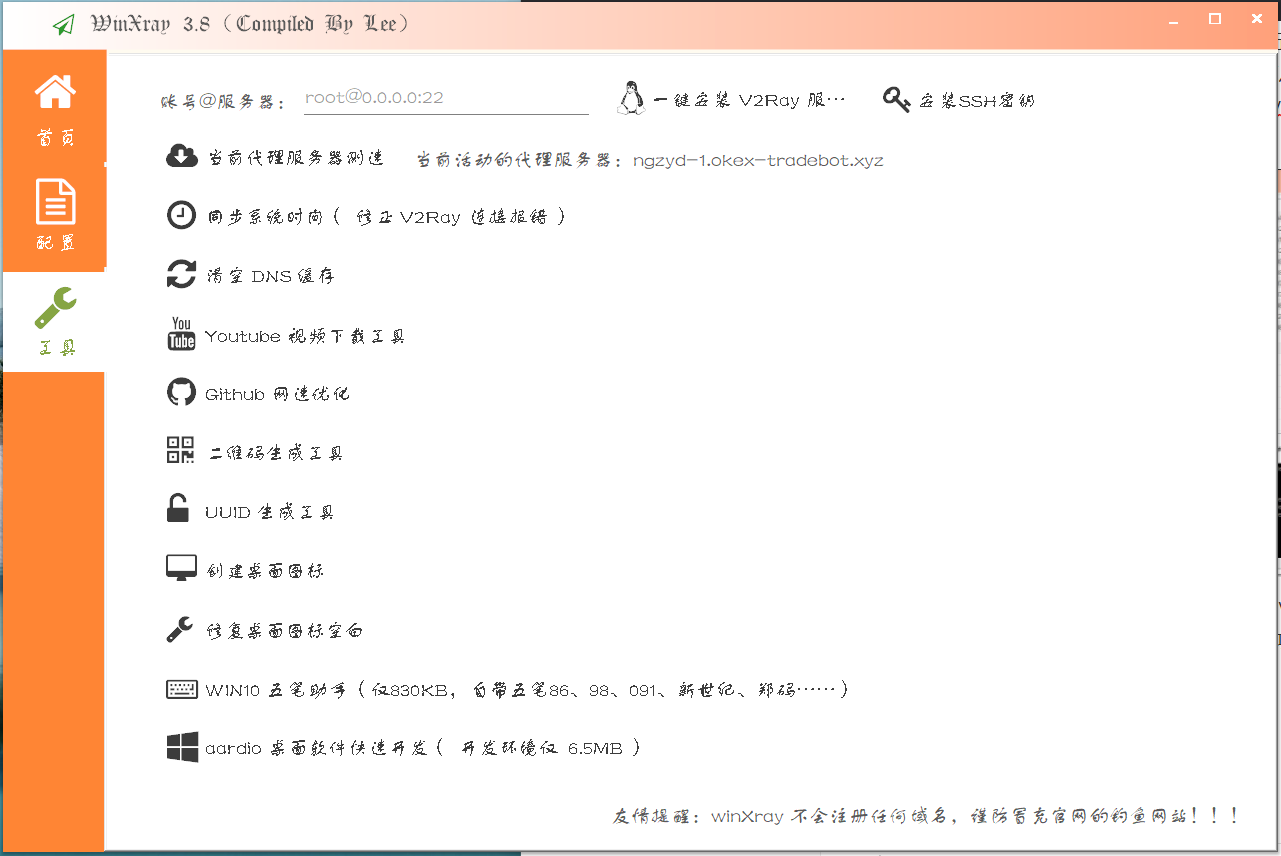 WinXray 3.8（Compiled By Lee）
首页
配置
工具
账号@服务器： root@0.0.0.0:22 一键安装 V2Ray 服… 安装SSH密钥
当前代理服务器测速 当前活动的代理服务器：ngzyd-1.okex-tradebot.xyz
同步系统时间（ 修正 V2Ray 连接报错 ）
清空 DNS 缓存
You Tube Youtube 视频下载工具
Github 网速优化
二维码生成工具
UUID 生成工具
创建桌面图标
修复桌面图标空白
WIN10 五笔助手（仅830KB，自带五笔86、98、091、新世纪、郑码……）
aardio 桌面软件快速开发（ 开发环境仅 6.5MB ）
友情提醒：winXray 不会注册任何域名，谨防冒充官网的钓鱼网站！！！